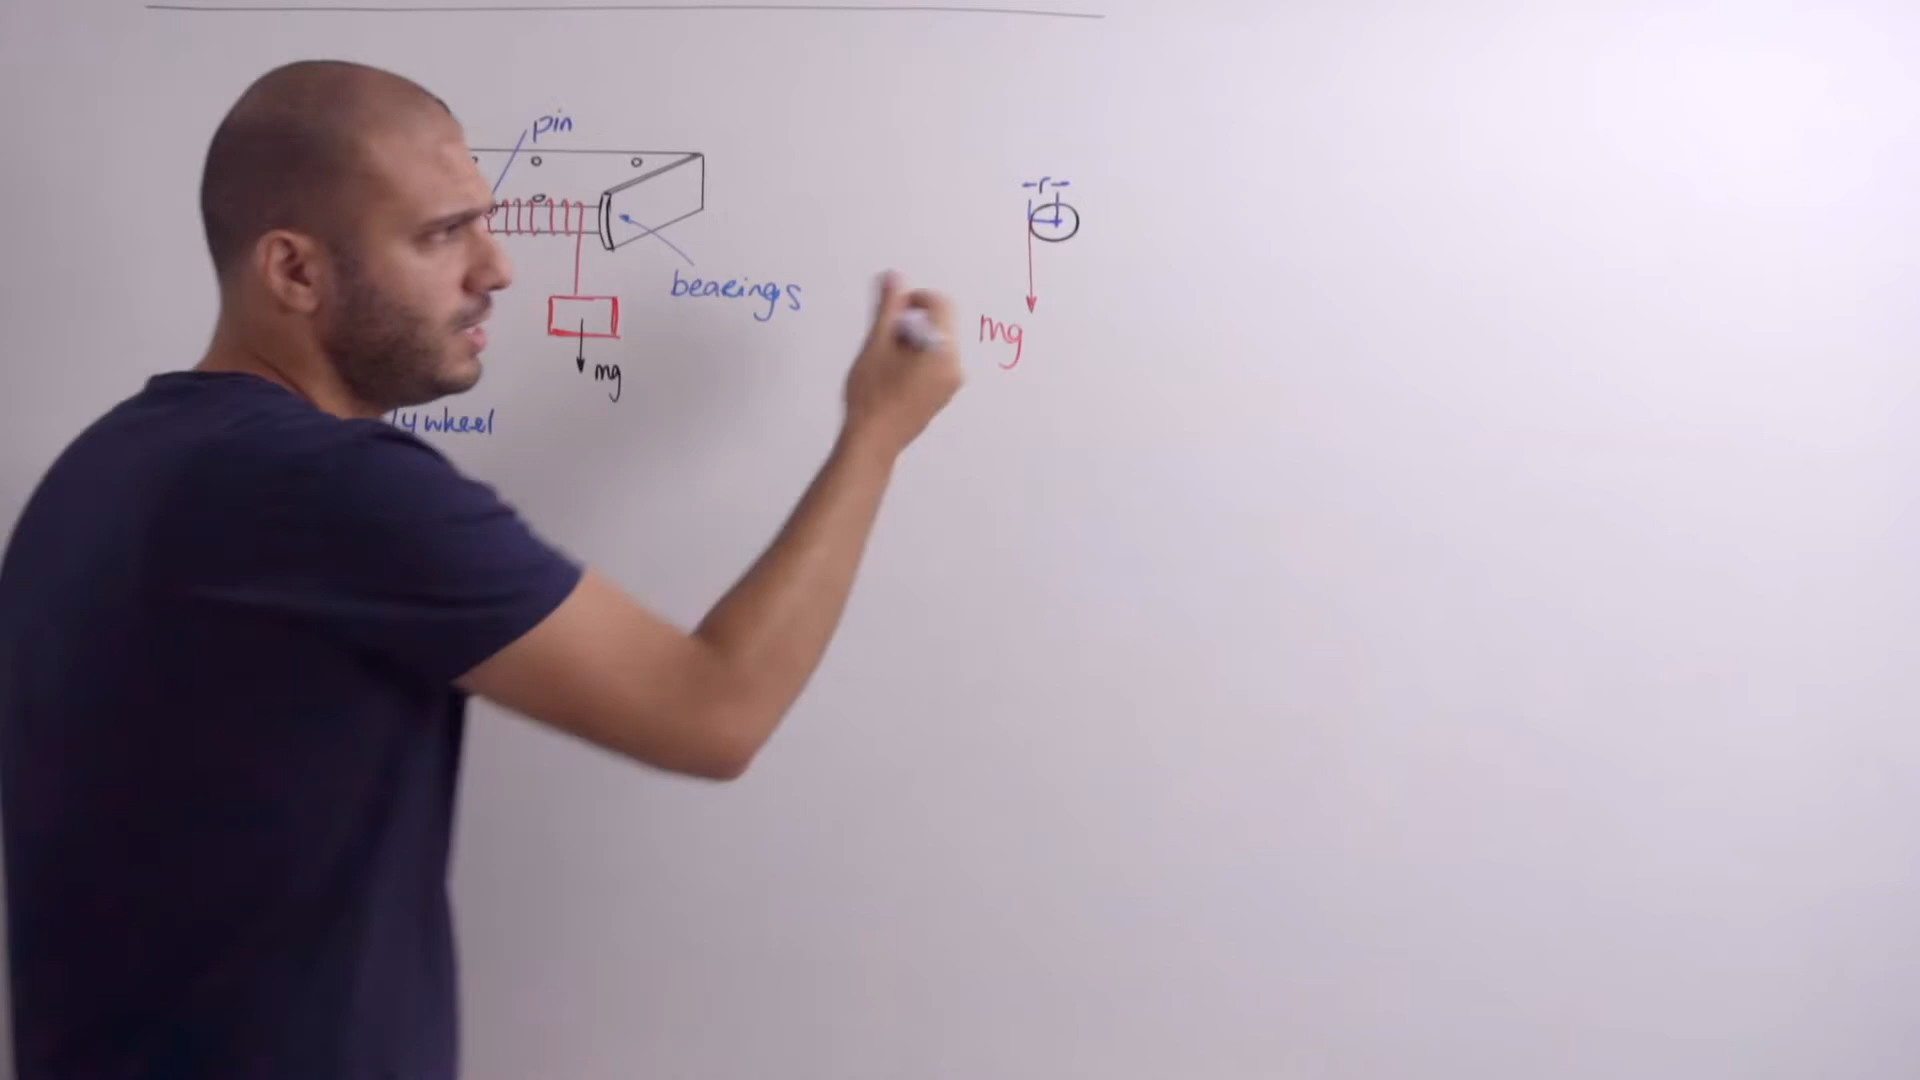 pin
-r-
bearings
mg
mg
ywheel